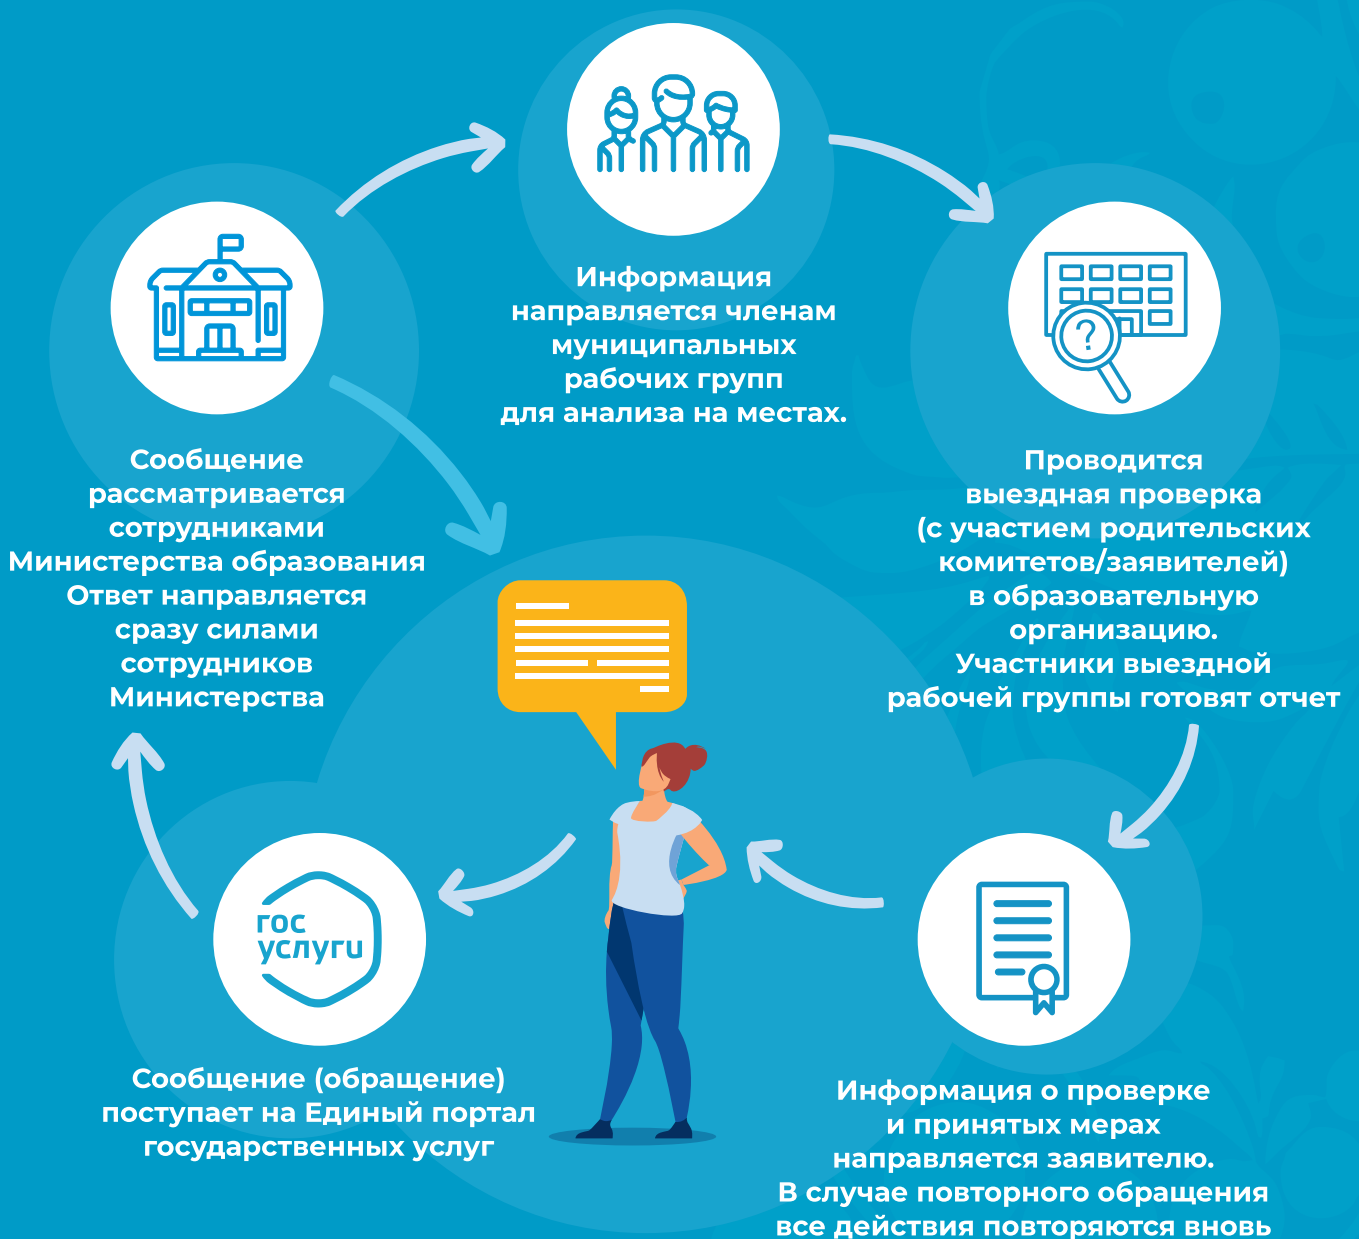 Информация
направляется членам
муниципальных
рабочих групп
для анализа на местах.
Сообщение
рассматривается
сотрудниками
Министерства образования
Ответ направляется
сразу силами
сотрудников
Министерства
?
Проводится
выездная проверка
(с участием родительских
комитетов/заявителей)
в образовательную
организацию.
Участники выездной
рабочей группы готовят отчет
гос
услуги
Сообщение (обращение)
поступает на Единый портал
государственных услуг
Информация о проверке
и принятых мерах
направляется заявителю.
В случае повторного обращения
все действия повторяются вновь